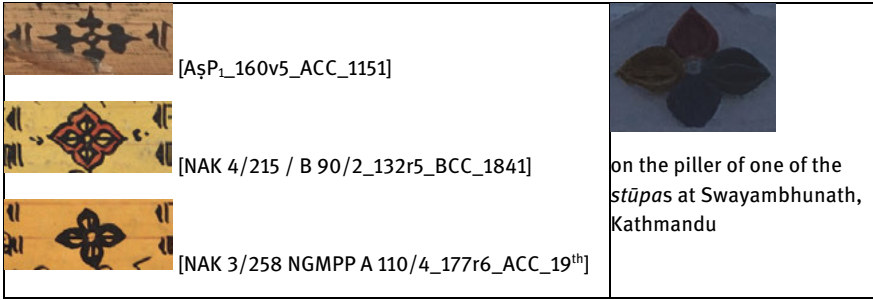 [AṣP₁_160v5_ACC_1151]
[NAK 4/215 / B 90/2_132r5_BCC_1841]
[NAK 3/258 NGMPP A 110/4_177r6_ACC_19ᵗʰ]
on the piller of one of the
stūpas at Swayambhunath,
Kathmandu